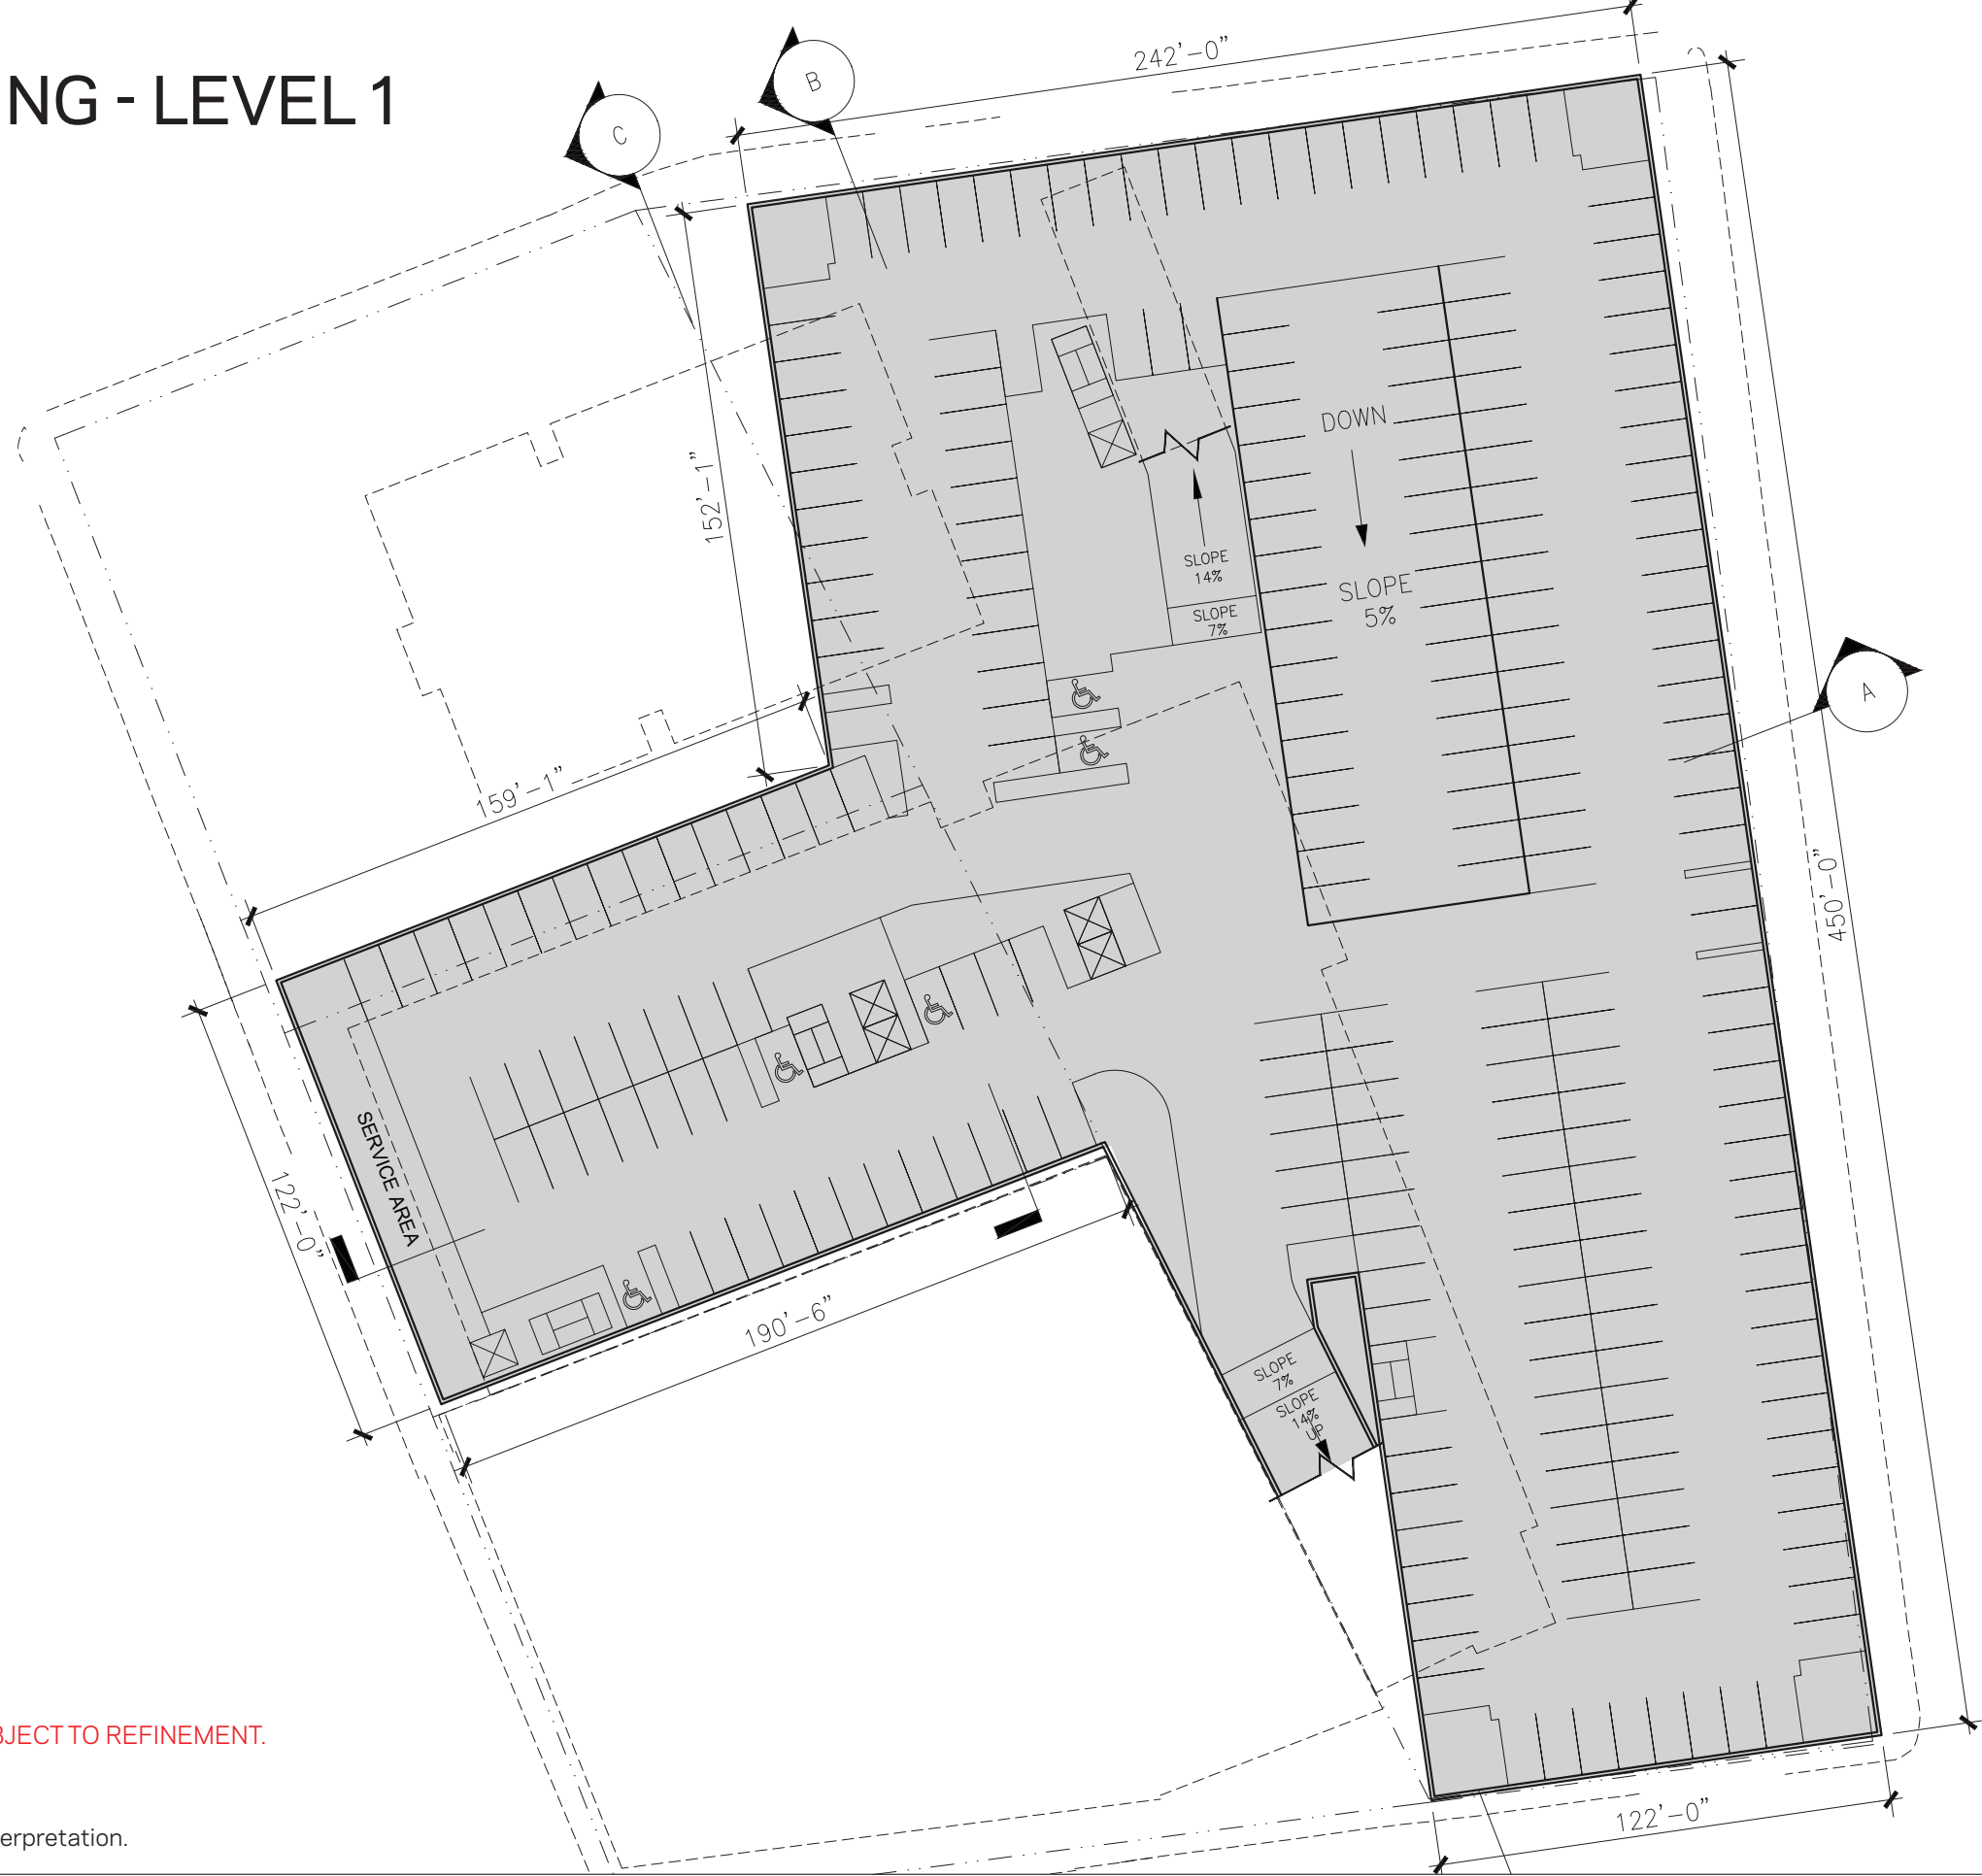 NG - LEVEL 1
242'-0"
B
C
152'-1"
DOWN
SLOPE
14%
SLOPE
7%
SLOPE
5%
A
159'-1"
450'-0"
SERVICE AREA
122'-0"
190'-6"
SLOPE
7%
SLOPE
14%
UP
BJECT TO REFINEMENT.
122'-0"
erpretation.